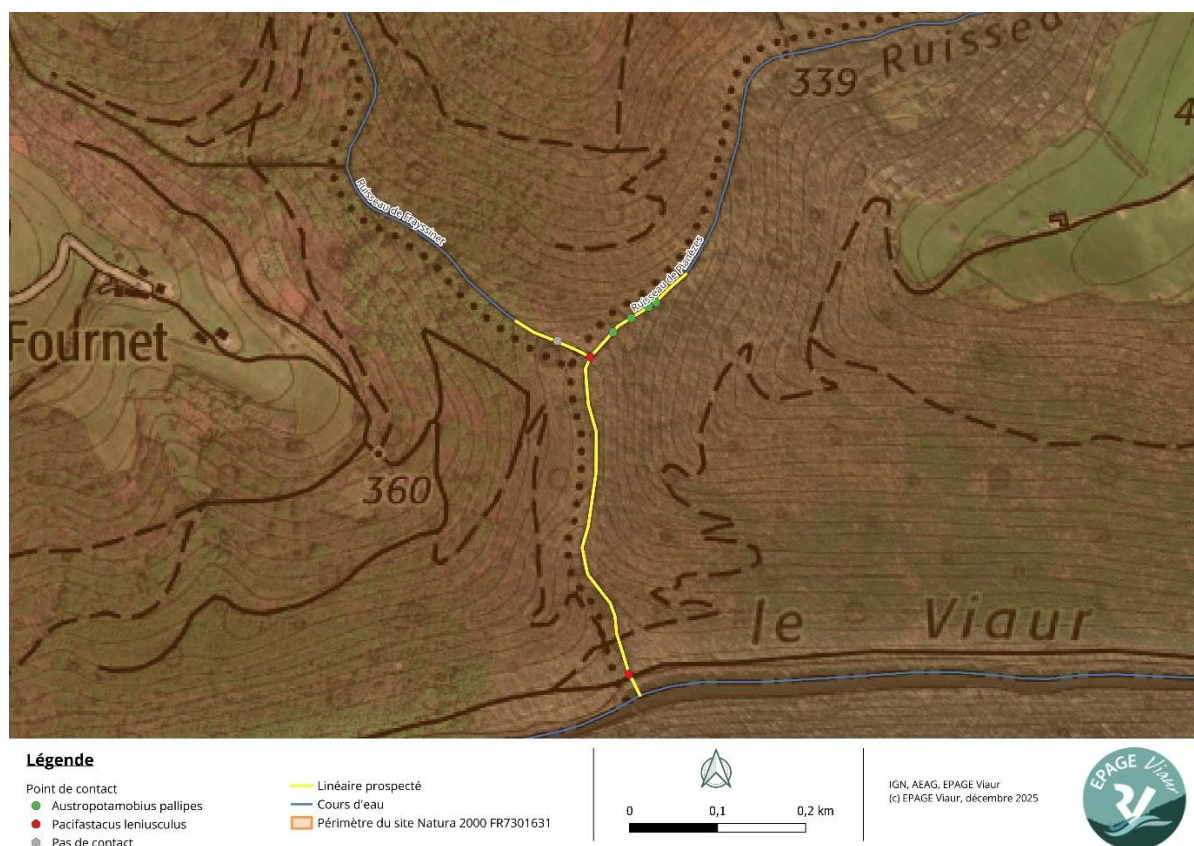 339
Ruissea
4
Ruisseau de Frayssinet
Ruisseau de Planèzes
Fournet
360
le Viaur
Légende
Point de contact
Austropotamobius pallipes
Pacifastacus leniusculus
Pas de contact
Linéaire prospecté
Cours d'eau
Périmètre du site Natura 2000 FR7301631
0 0,1 0,2 km
IGN, AEAG, EPAGE Viaur
(c) EPAGE Viaur, décembre 2025
EPAGE Viaur